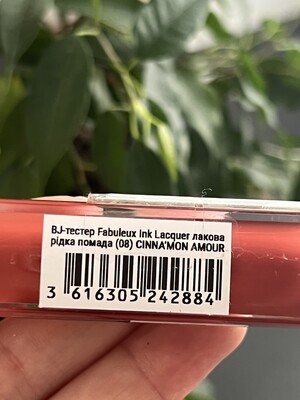 BJ-тестер Fabuleux Ink Lacquer лакова
рідка помада (08) CINNA'MON AMOUR
3 616305 242884